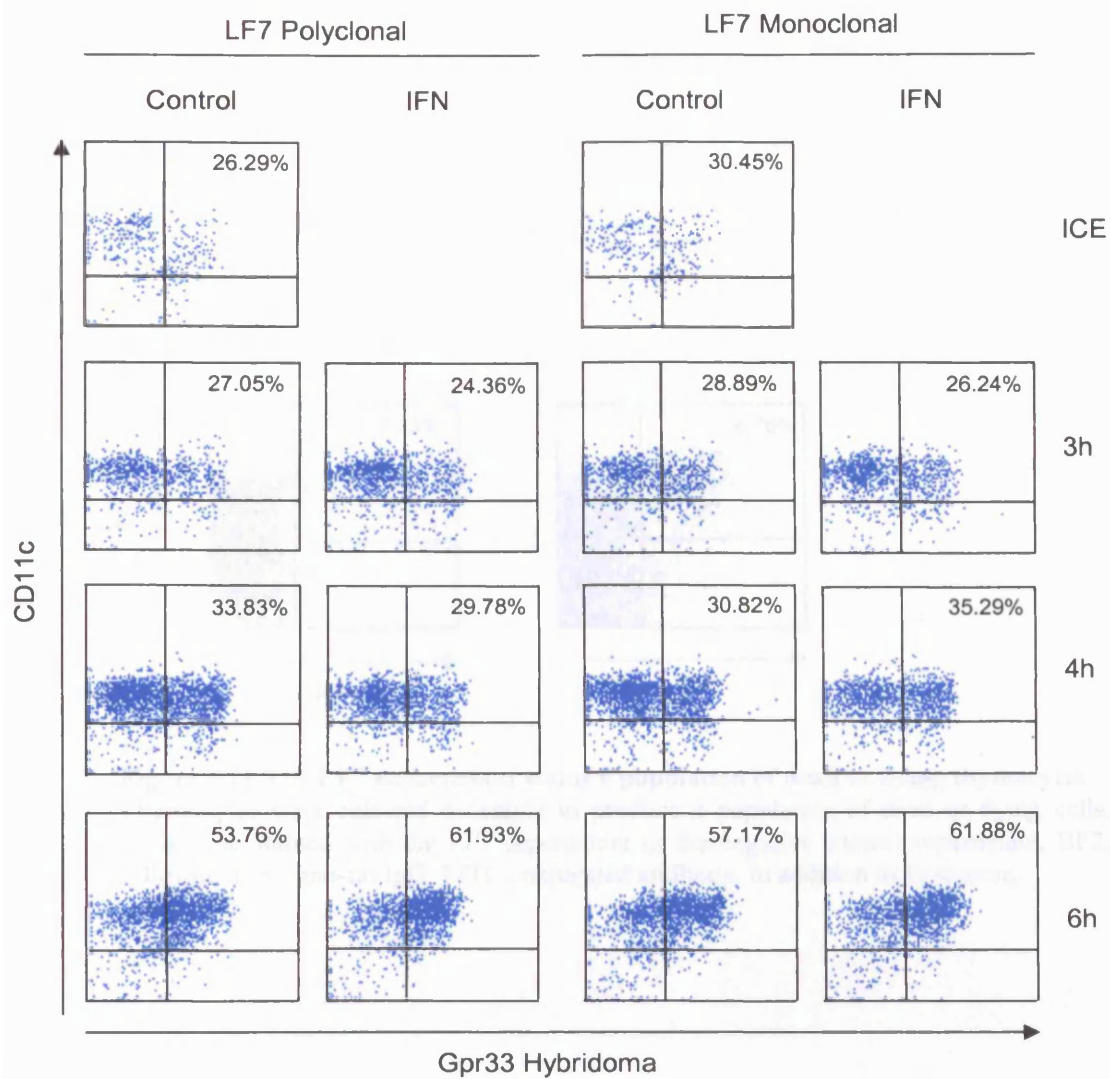 LF7 Polyclonal
LF7 Monoclonal
Control
IFN
Control
IFN
26.29%
30.45%
ICE
27.05%
24.36%
28.89%
26.24%
3h
33.83%
29.78%
30.82%
35.29%
4h
53.76%
61.93%
57.17%
61.88%
6h
CD11c
Gpr33 Hybridoma